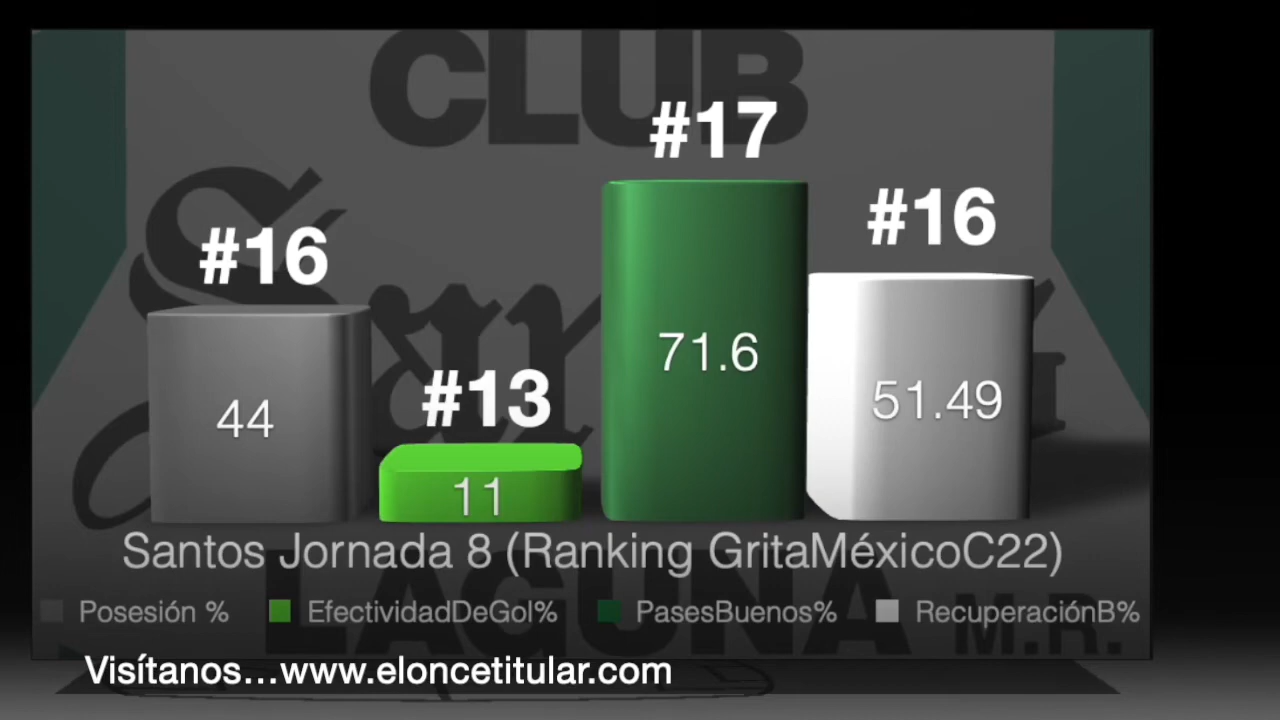 CLUB
Santos
LAGUNA M.R.
#17
#16
#16
#13
71.6
44
51.49
11
Santos Jornada 8 (Ranking GritaMéxicoC22)
Posesión % EfectividadDeGol% PasesBuenos% RecuperaciónB%
Visítanos...www.eloncetitular.com